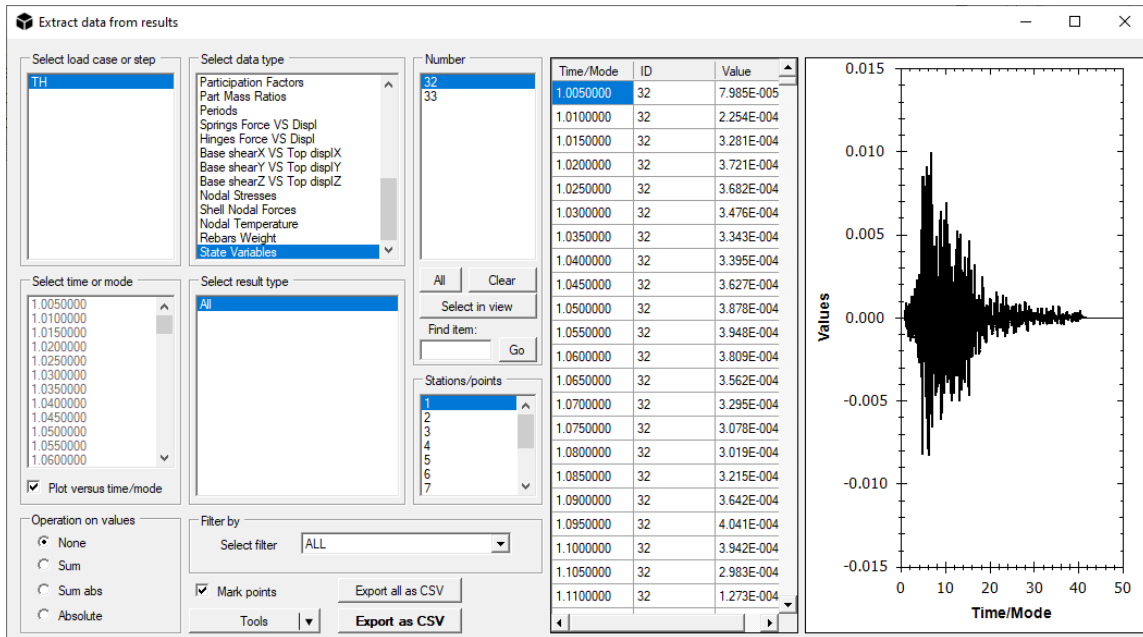 Extract data from results
Select load case or step
TH
Select data type
Participation Factors
Part Mass Ratios
Periods
Springs Force VS Displ
Hinges Force VS Displ
Base shearX VS Top displX
Base shearY VS Top displY
Base shearZ VS Top displZ
Nodal Stresses
Shell Nodal Forces
Nodal Temperature
Rebars Weight
State Variables
Number
32
33
All Clear
Select in view
Find item:
Go
Select time or mode
1.0050000
1.0100000
1.0150000
1.0200000
1.0250000
1.0300000
1.0350000
1.0400000
1.0450000
1.0500000
1.0550000
1.0600000
Plot versus time/mode
Select result type
All
Stations/points
1
2
3
4
5
6
7
Operation on values
None
Sum
Sum abs
Absolute
Filter by
Select filter ALL
Mark points
Export all as CSV
Tools
Export as CSV
Time/Mode ID Value
1.0050000 32 7.985E-005
1.0100000 32 2.254E-004
1.0150000 32 3.281E-004
1.0200000 32 3.721E-004
1.0250000 32 3.682E-004
1.0300000 32 3.476E-004
1.0350000 32 3.343E-004
1.0400000 32 3.395E-004
1.0450000 32 3.627E-004
1.0500000 32 3.878E-004
1.0550000 32 3.948E-004
1.0600000 32 3.809E-004
1.0650000 32 3.562E-004
1.0700000 32 3.295E-004
1.0750000 32 3.078E-004
1.0800000 32 3.019E-004
1.0850000 32 3.215E-004
1.0900000 32 3.642E-004
1.0950000 32 4.041E-004
1.1000000 32 3.942E-004
1.1050000 32 2.983E-004
1.1100000 32 1.273E-004
0.015
0.010
0.005
0.000
-0.005
-0.010
-0.015
Values
0 10 20 30 40 50
Time/Mode